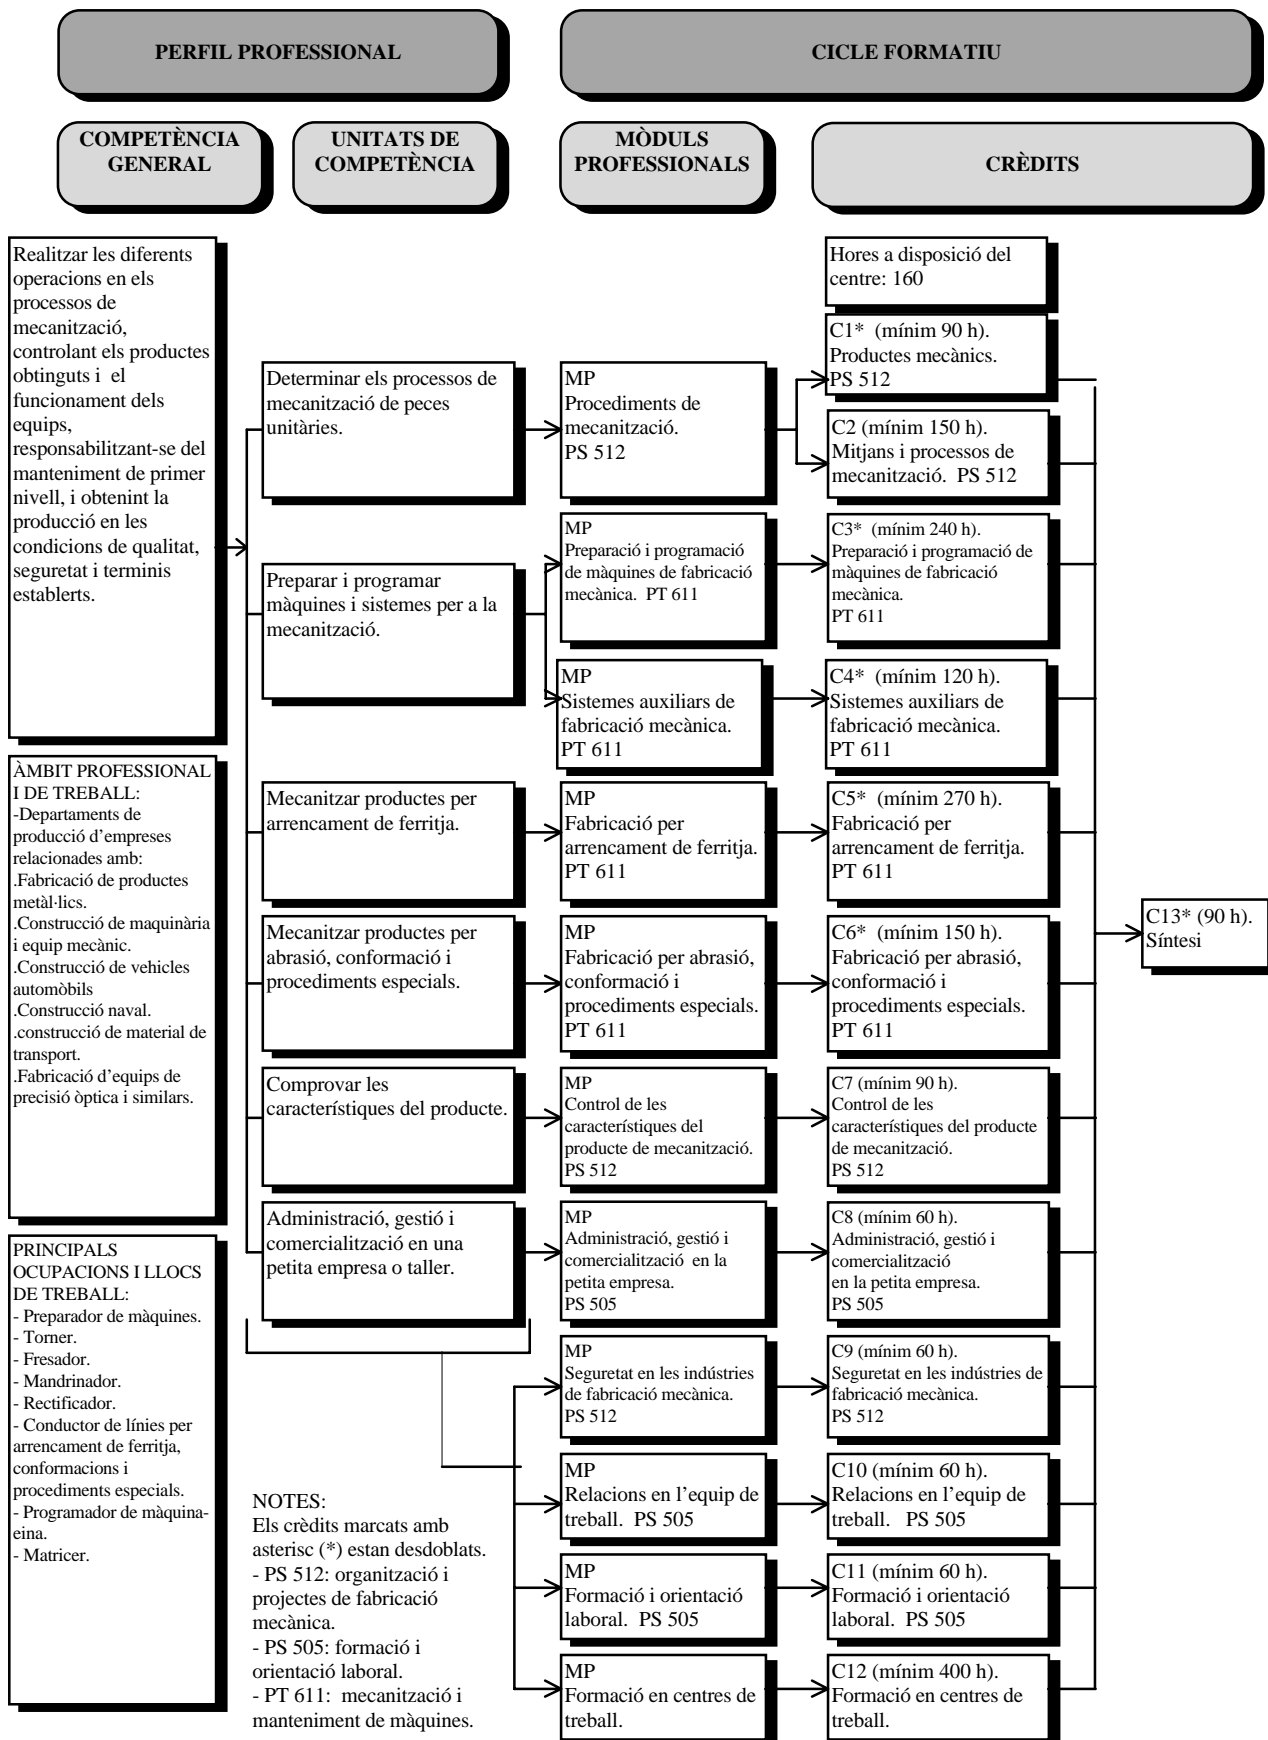 PERFIL PROFESSIONAL
CICLE FORMATIU
COMPETÈNCIA
GENERAL
UNITATS DE
COMPETÈNCIA
MÒDULS
PROFESSIONALS
CRÈDITS
Realitzar les diferents
operacions en els
processos de
mecanització,
controlant els productes
obtinguts i el
funcionament dels
equips,
responsabilitzant-se del
manteniment de primer
nivell, i obtenint la
producció en les
condicions de qualitat,
seguretat i terminis
establerts.
ÀMBIT PROFESSIONAL
I DE TREBALL:
-Departaments de
producció d’empreses
relacionades amb:
.Fabricació de productes
metàl·lics.
.Construcció de maquinària
i equip mecànic.
.Construcció de vehicles
automòbils
.Construcció naval.
.construcció de material de
transport.
.Fabricació d’equips de
precisió òptica i similars.
PRINCIPALS
OCUPACIONS I LLOCS
DE TREBALL:
- Preparador de màquines.
- Torner.
- Fresador.
- Mandrinador.
- Rectificador.
- Conductor de línies per
arrencament de ferritja,
conformacions i
procediments especials.
- Programador de màquina-
eina.
- Matricer.
Determinar els processos de
mecanització de peces
unitàries.
Preparar i programar
màquines i sistemes per a la
mecanització.
Mecanitzar productes per
arrencament de ferritja.
Mecanitzar productes per
abrasió, conformació i
procediments especials.
Comprovar les
característiques del producte.
Administració, gestió i
comercialització en una
petita empresa o taller.
NOTES:
Els crèdits marcats amb
asterisc (*) estan desdoblats.
- PS 512: organització i
projectes de fabricació
mecànica.
- PS 505: formació i
orientació laboral.
- PT 611: mecanització i
manteniment de màquines.
MP
Procediments de
mecanització.
PS 512
MP
Preparació i programació
de màquines de fabricació
mecànica. PT 611
MP
Sistemes auxiliars de
fabricació mecànica.
PT 611
MP
Fabricació per
arrencament de ferritja.
PT 611
MP
Fabricació per abrasió,
conformació i
procediments especials.
PT 611
MP
Control de les
característiques del
producte de mecanització.
PS 512
MP
Administració, gestió i
comercialització en la
petita empresa.
PS 505
MP
Seguretat en les indústries
de fabricació mecànica.
PS 512
MP
Relacions en l’equip de
treball. PS 505
MP
Formació i orientació
laboral. PS 505
MP
Formació en centres de
treball.
Hores a disposició del
centre: 160
C1* (mínim 90 h).
Productes mecànics.
PS 512
C2 (mínim 150 h).
Mitjans i processos de
mecanització. PS 512
C3* (mínim 240 h).
Preparació i programació de
màquines de fabricació
mecànica.
PT 611
C4* (mínim 120 h).
Sistemes auxiliars de
fabricació mecànica.
PT 611
C5* (mínim 270 h).
Fabricació per
arrencament de ferritja.
PT 611
C6* (mínim 150 h).
Fabricació per abrasió,
conformació i
procediments especials.
PT 611
C7 (mínim 90 h).
Control de les
característiques del producte
de mecanització.
PS 512
C8 (mínim 60 h).
Administració, gestió i
comercialització
en la petita empresa.
PS 505
C9 (mínim 60 h).
Seguretat en les indústries de
fabricació mecànica.
PS 512
C10 (mínim 60 h).
Relacions en l’equip de
treball. PS 505
C11 (mínim 60 h).
Formació i orientació
laboral. PS 505
C12 (mínim 400 h).
Formació en centres de
treball.
C13* (90 h).
Síntesi